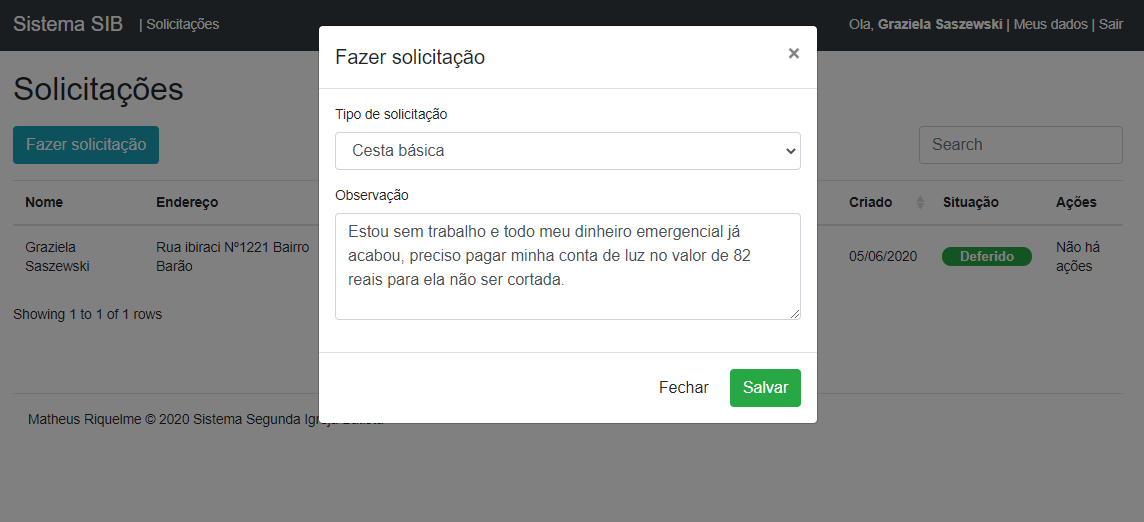 Sistema SIB | Solicitações
Ola, Graziela Saszewski | Meus dados | Sair
Fazer solicitação ×
Solicitações
Tipo de solicitação
Fazer solicitação
Cesta básica
Search
Observação
Nome Endereço Criado Situação Ações
Estou sem trabalho e todo meu dinheiro emergencial já
acabou, preciso pagar minha conta de luz no valor de 82
reais para ela não ser cortada.
Graziela
Saszewski
Rua ibiraci Nº1221 Bairro
Barão
05/06/2020
Deferido
Não há
ações
Showing 1 to 1 of 1 rows
Fechar
Salvar
Matheus Riquelme © 2020 Sistema Segunda Igreja Batista